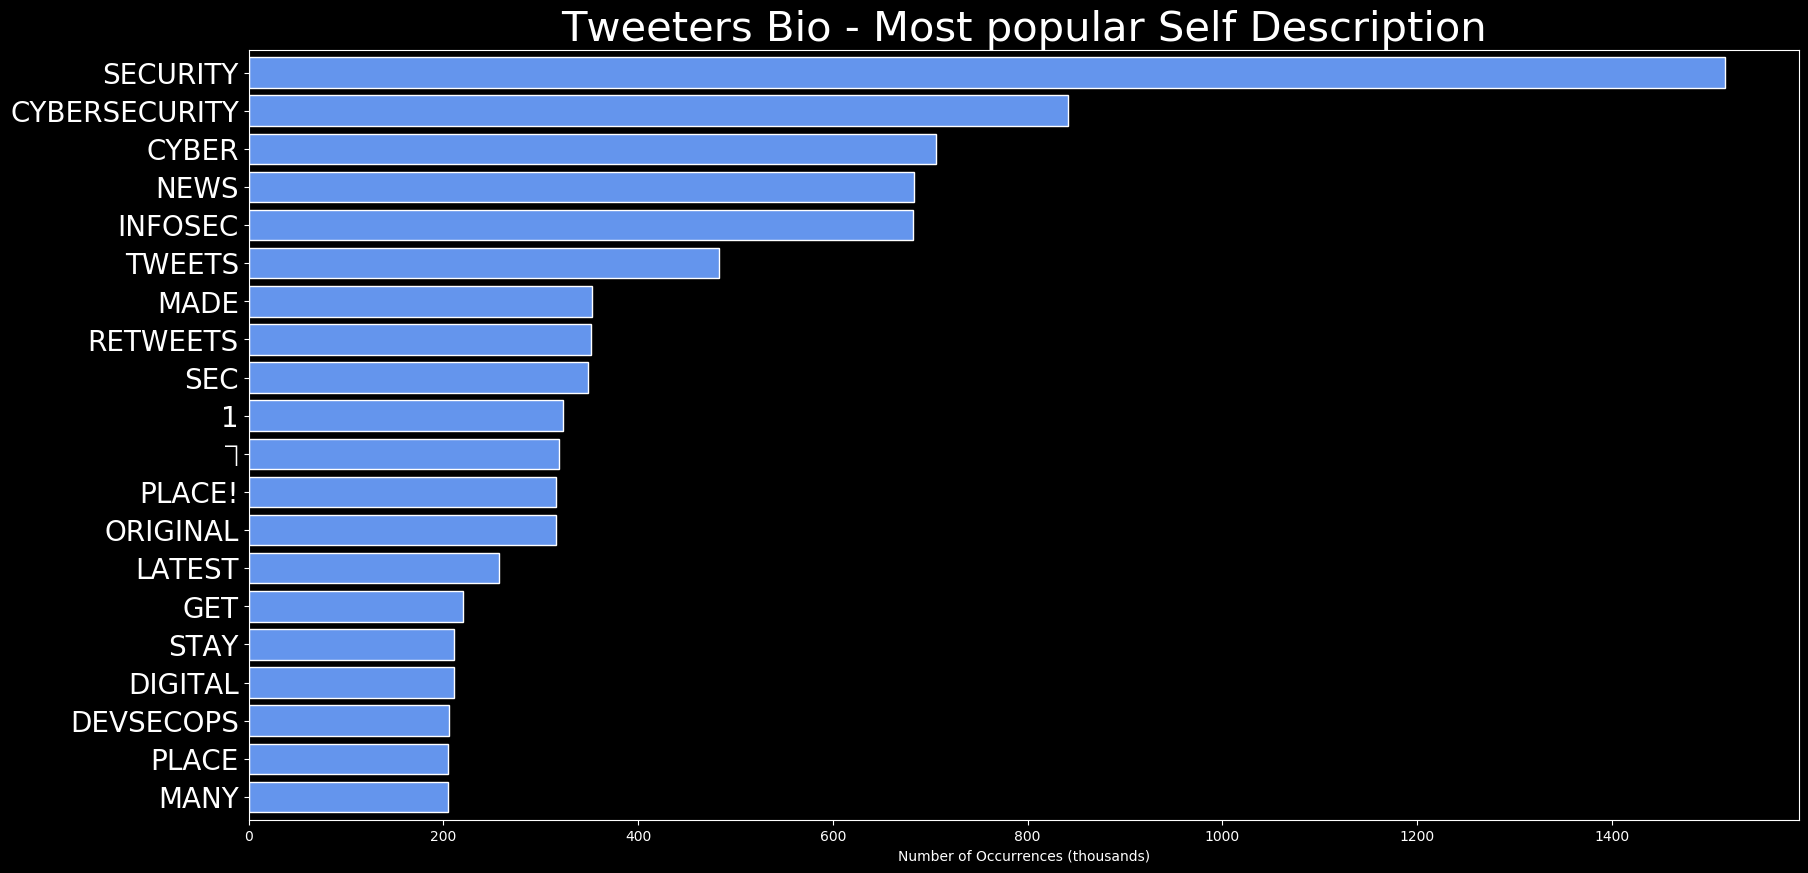 Tweeters Bio - Most popular Self Description
SECURITY
CYBERSECURITY
CYBER
NEWS
INFOSEC
TWEETS
MADE
RETWEETS
SEC
1
PLACE!
ORIGINAL
LATEST
GET
STAY
DIGITAL
DEVSECOPS
PLACE
MANY
0 200 400 600 800 1000 1200 1400
Number of Occurrences (thousands)